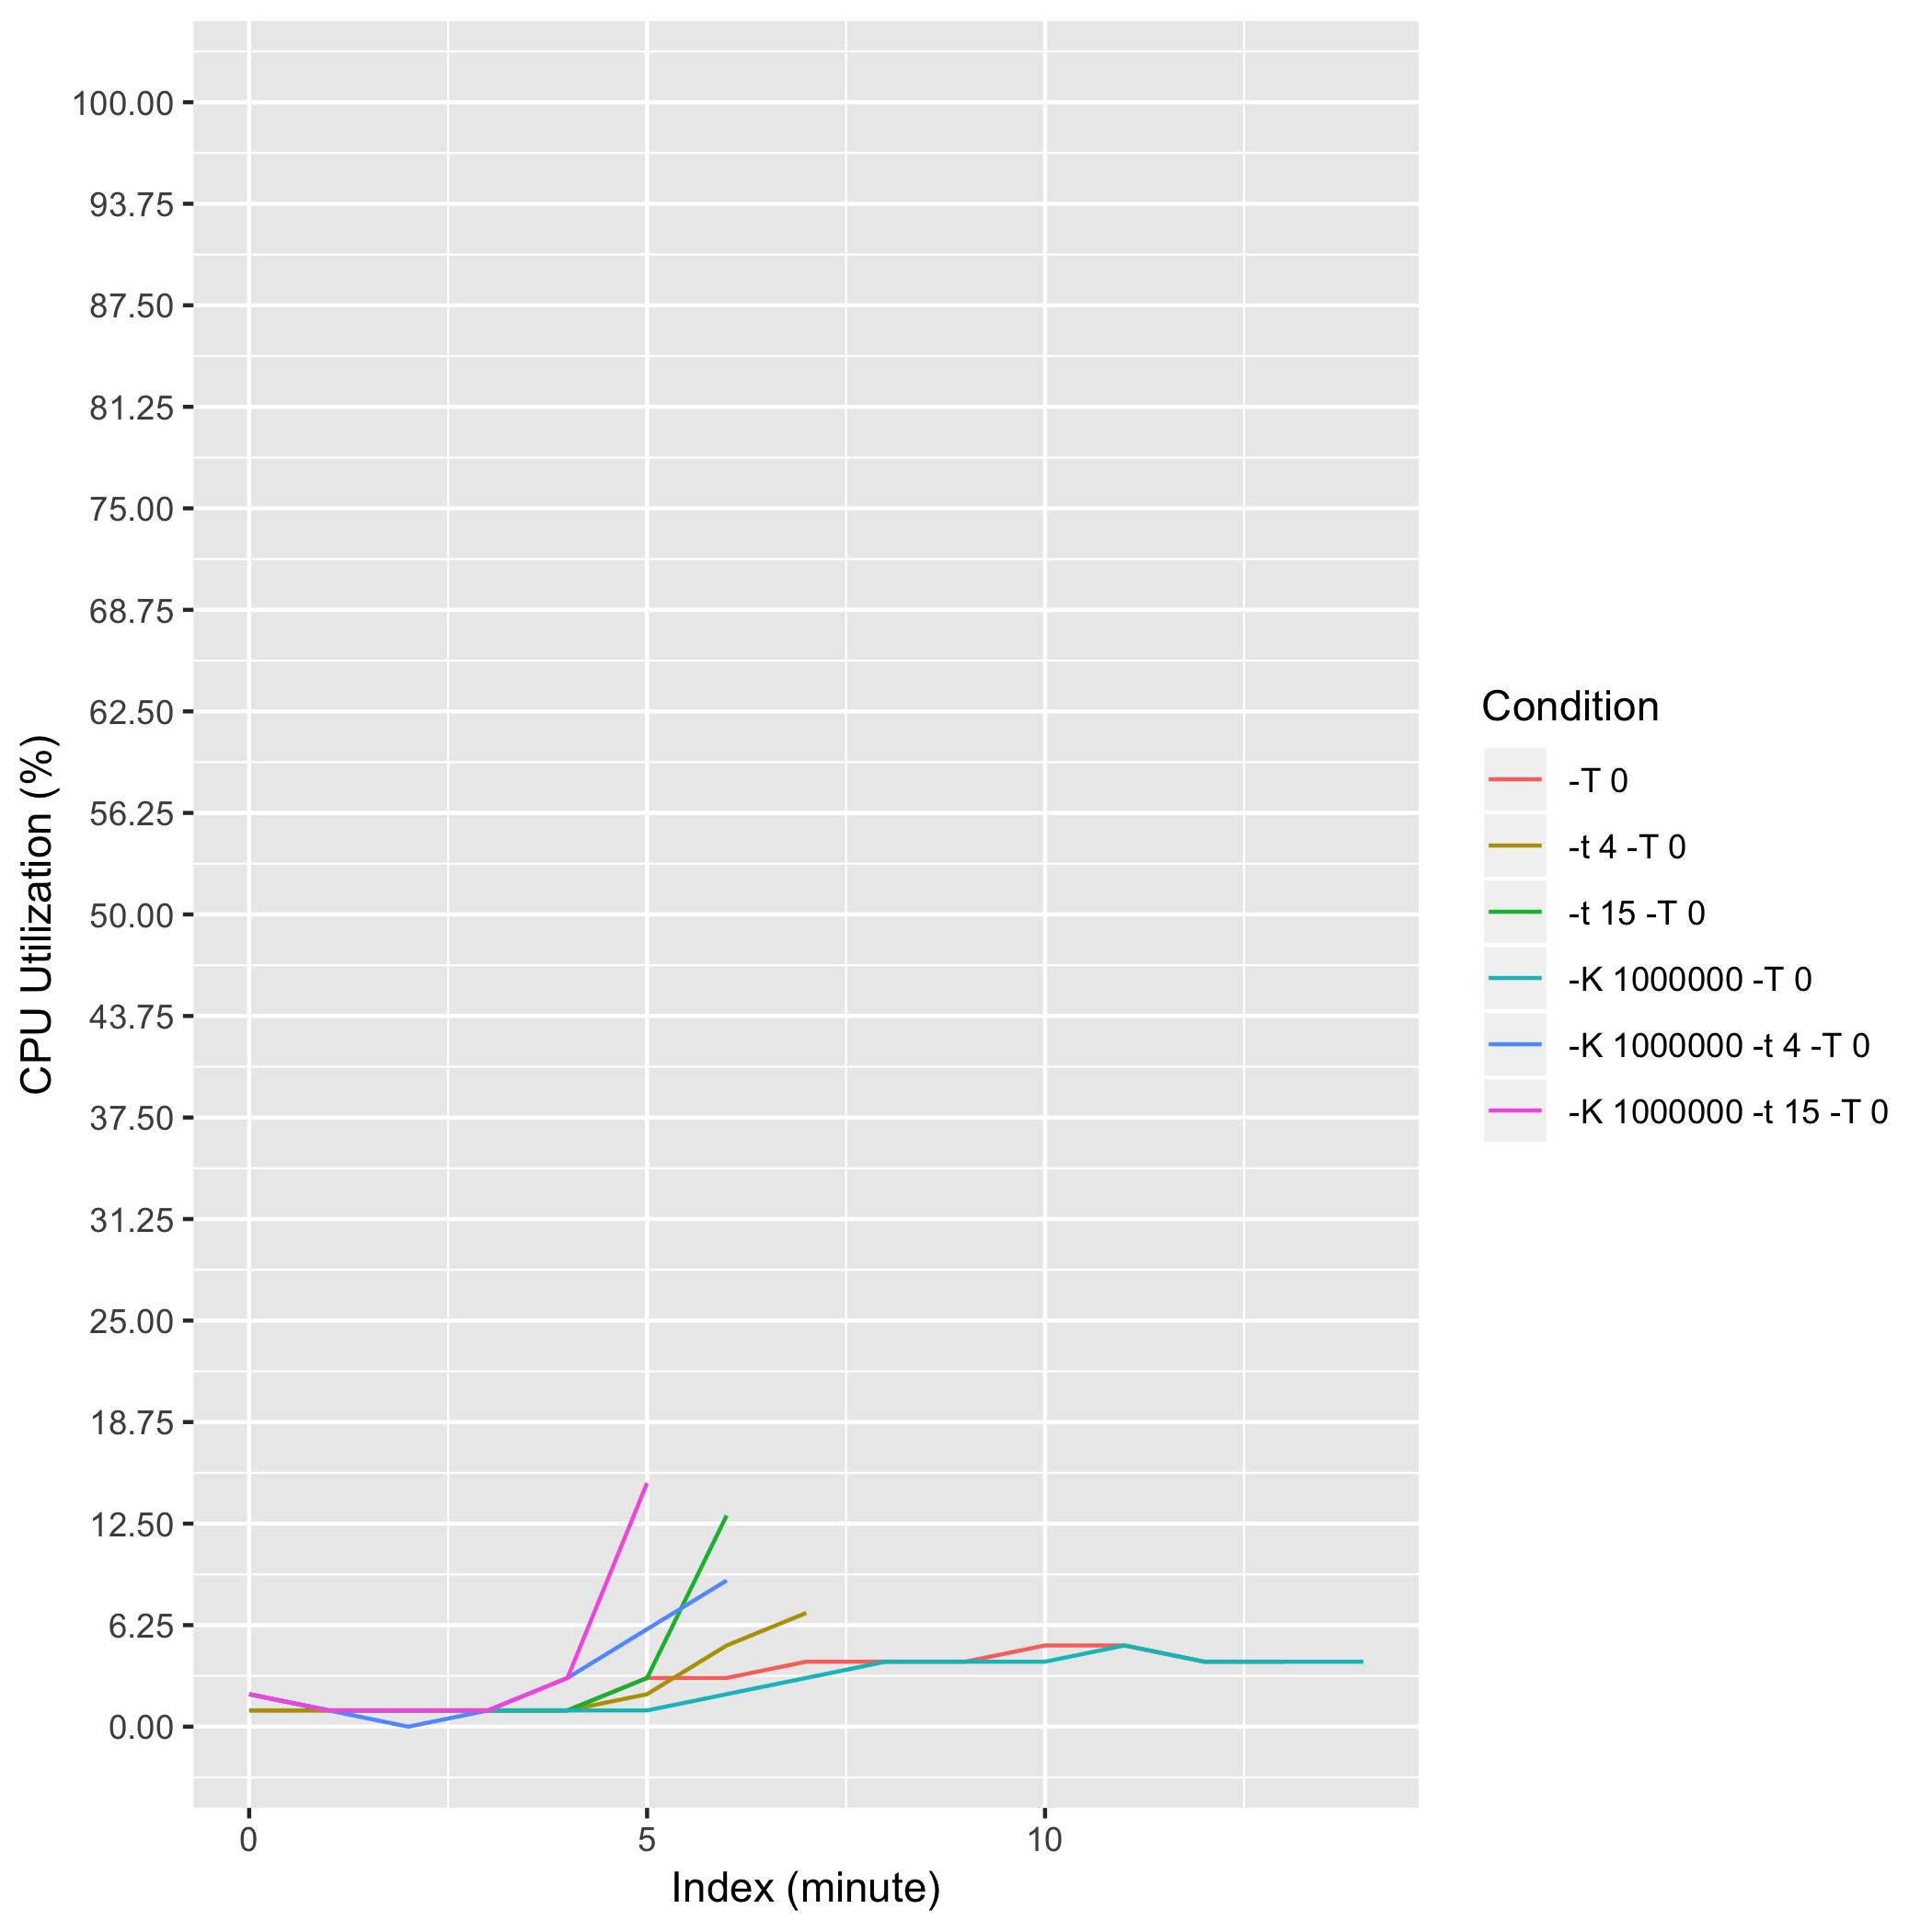 100.00
93.75
87.50
81.25
75.00
68.75
62.50
56.25
50.00
43.75
37.50
31.25
25.00
18.75
12.50
6.25
0.00
CPU Utilization (%)
0 5 10
Index (minute)
Condition
-T 0
-t 4 -T 0
-t 15 -T 0
-K 1000000 -T 0
-K 1000000 -t 4 -T 0
-K 1000000 -t 15 -T 0